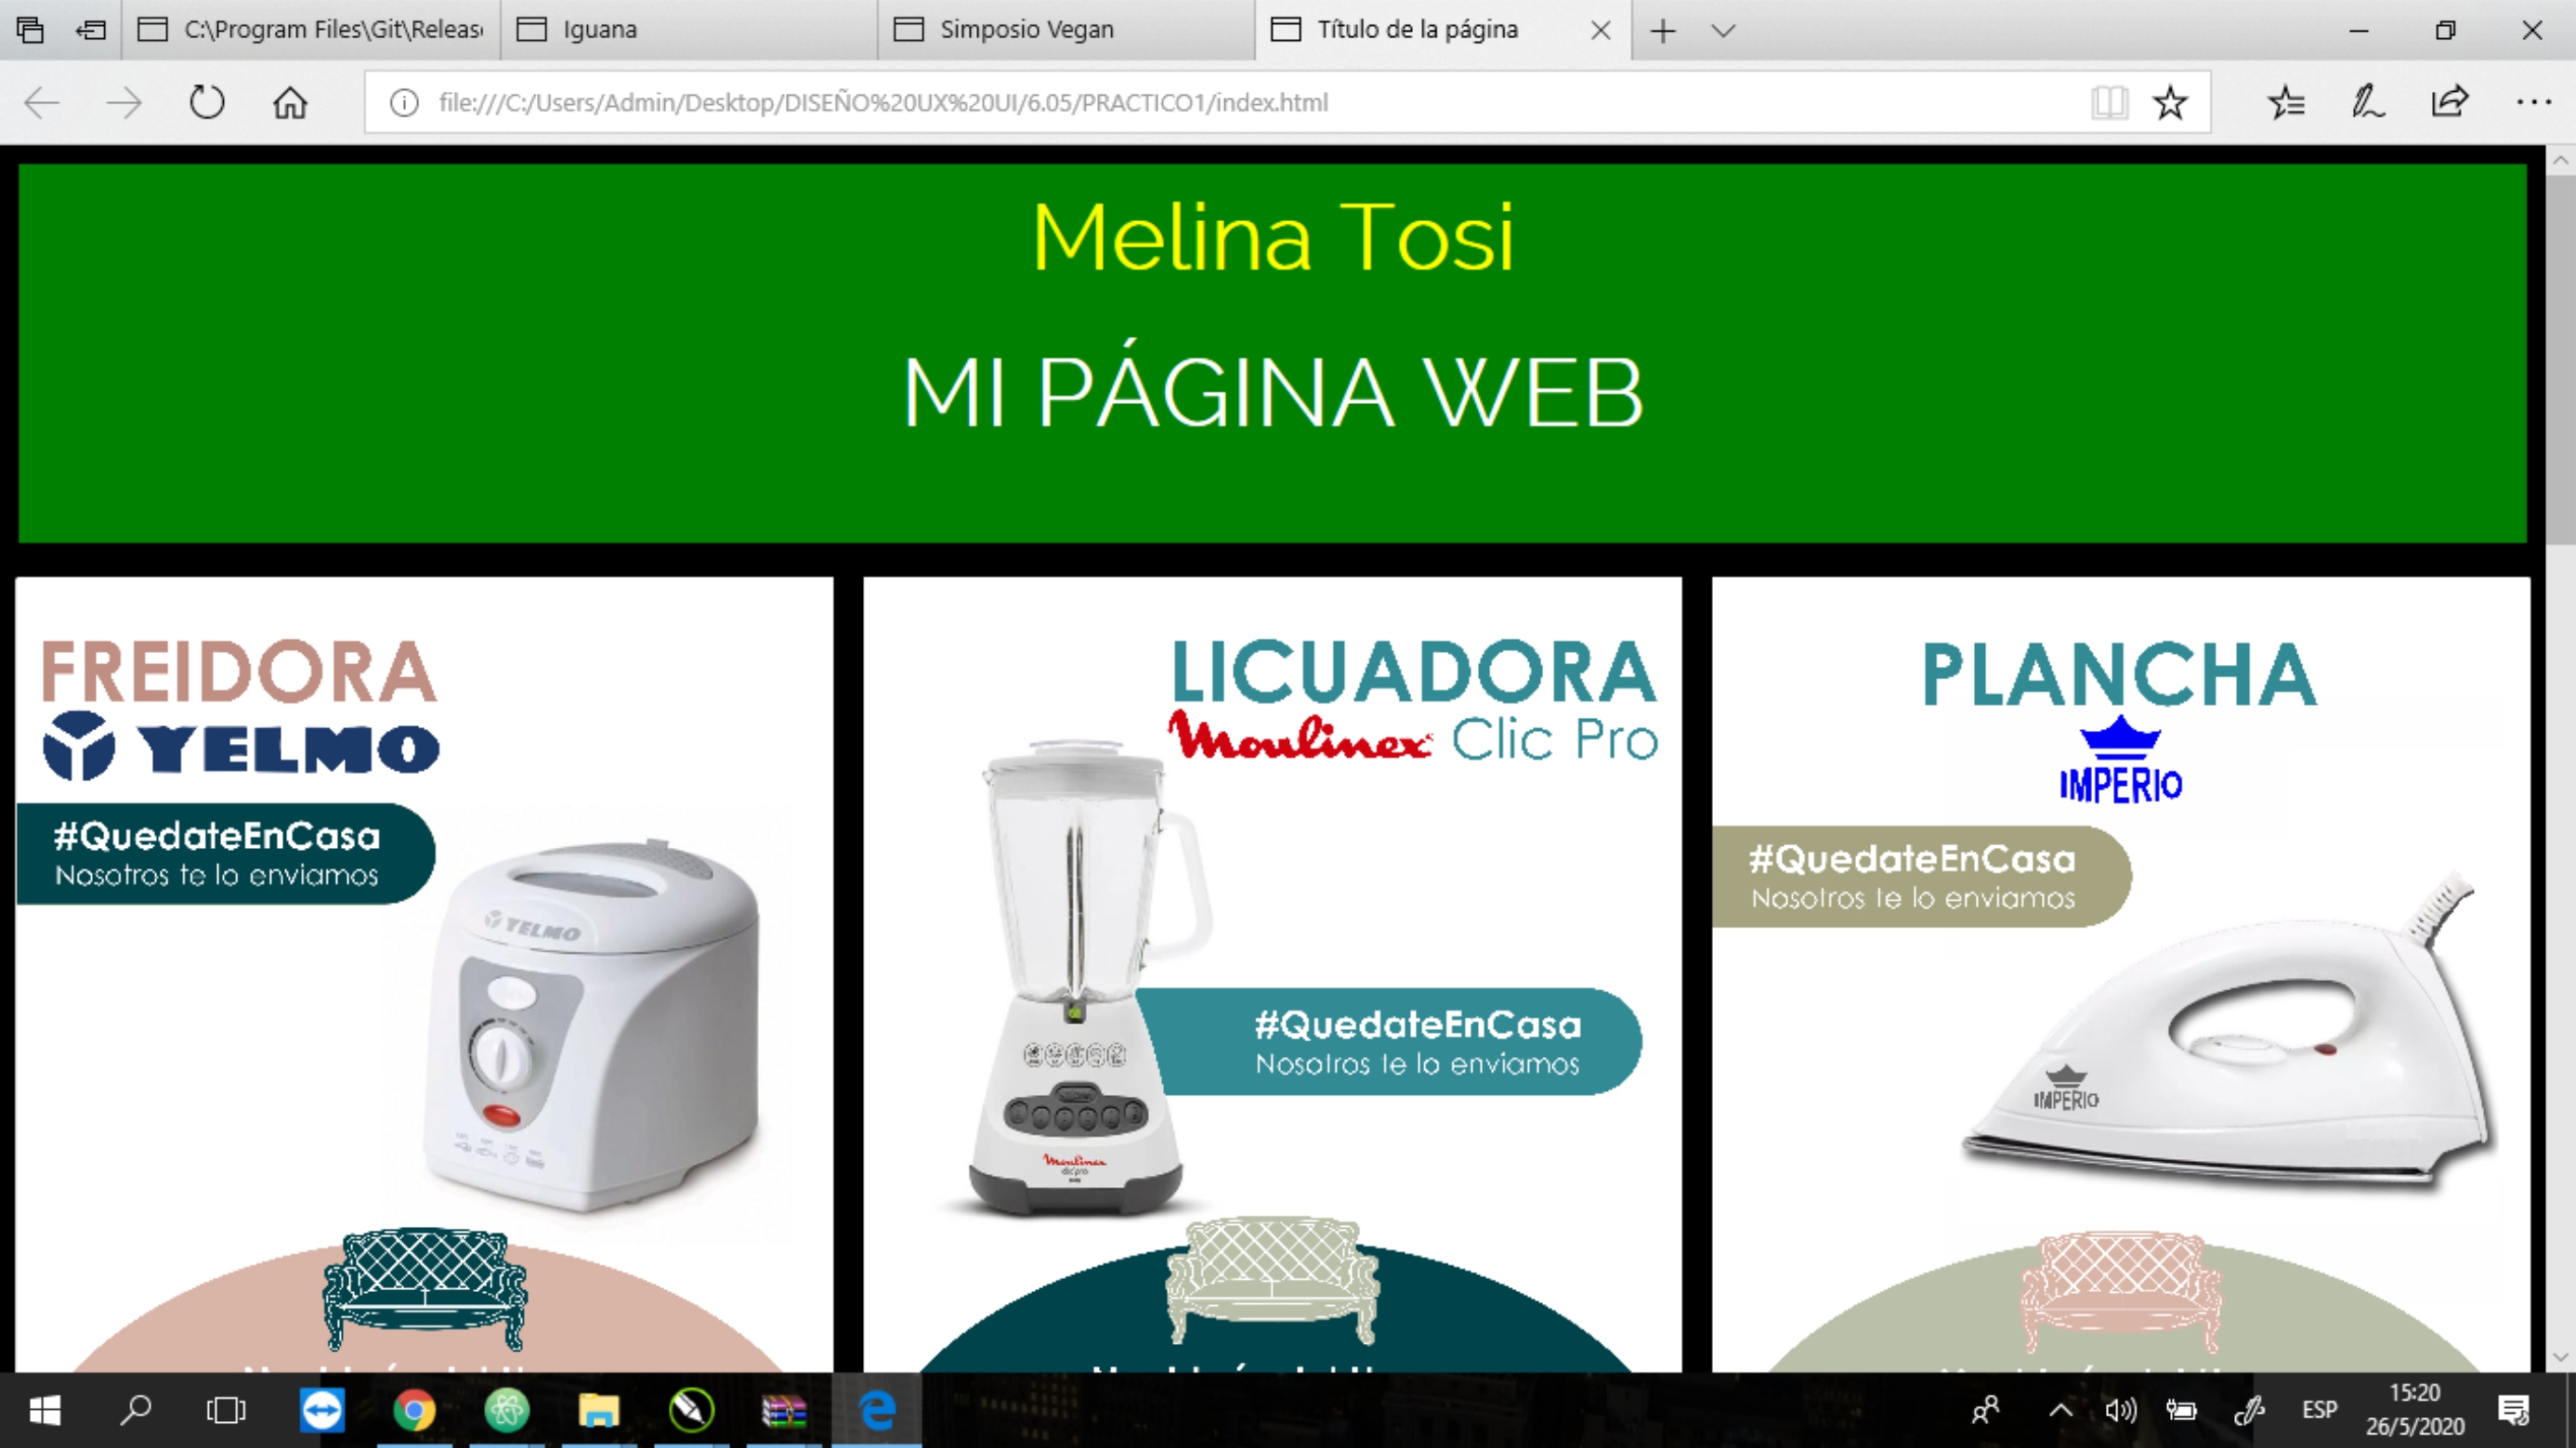 C:\Program Files\Git\Releas
Iguana
Simposio Vegan
Título de la página
file:///C:/Users/Admin/Desktop/DISEÑO%20UX%20UI/6.05/PRACTICO1/index.html
Melina Tosi
MI PÁGINA WEB
FREIDORA
YELMO
#QuedateEnCasa
Nosotros te lo enviamos
YELMO
LICUADORA
Moulinex Clic Pro
#QuedateEnCasa
Nosotros te lo enviamos
Moulinex
clic pro
PLANCHA
IMPERIO
#QuedateEnCasa
Nosotros te lo enviamos
IMPERIO
ESP
15:20
26/5/2020